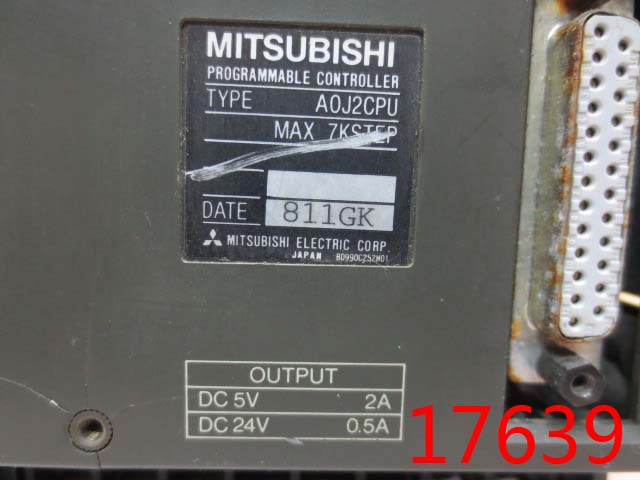 MITSUBISHI
PROGRAMMABLE CONTROLLER
TYPE A0J2CPU
MAX 7KSTEP
DATE 811GK
MITSUBISHI ELECTRIC CORP.
JAPAN BD990C252H01
OUTPUT
DC 5V 2A
DC 24V 0.5A
17639